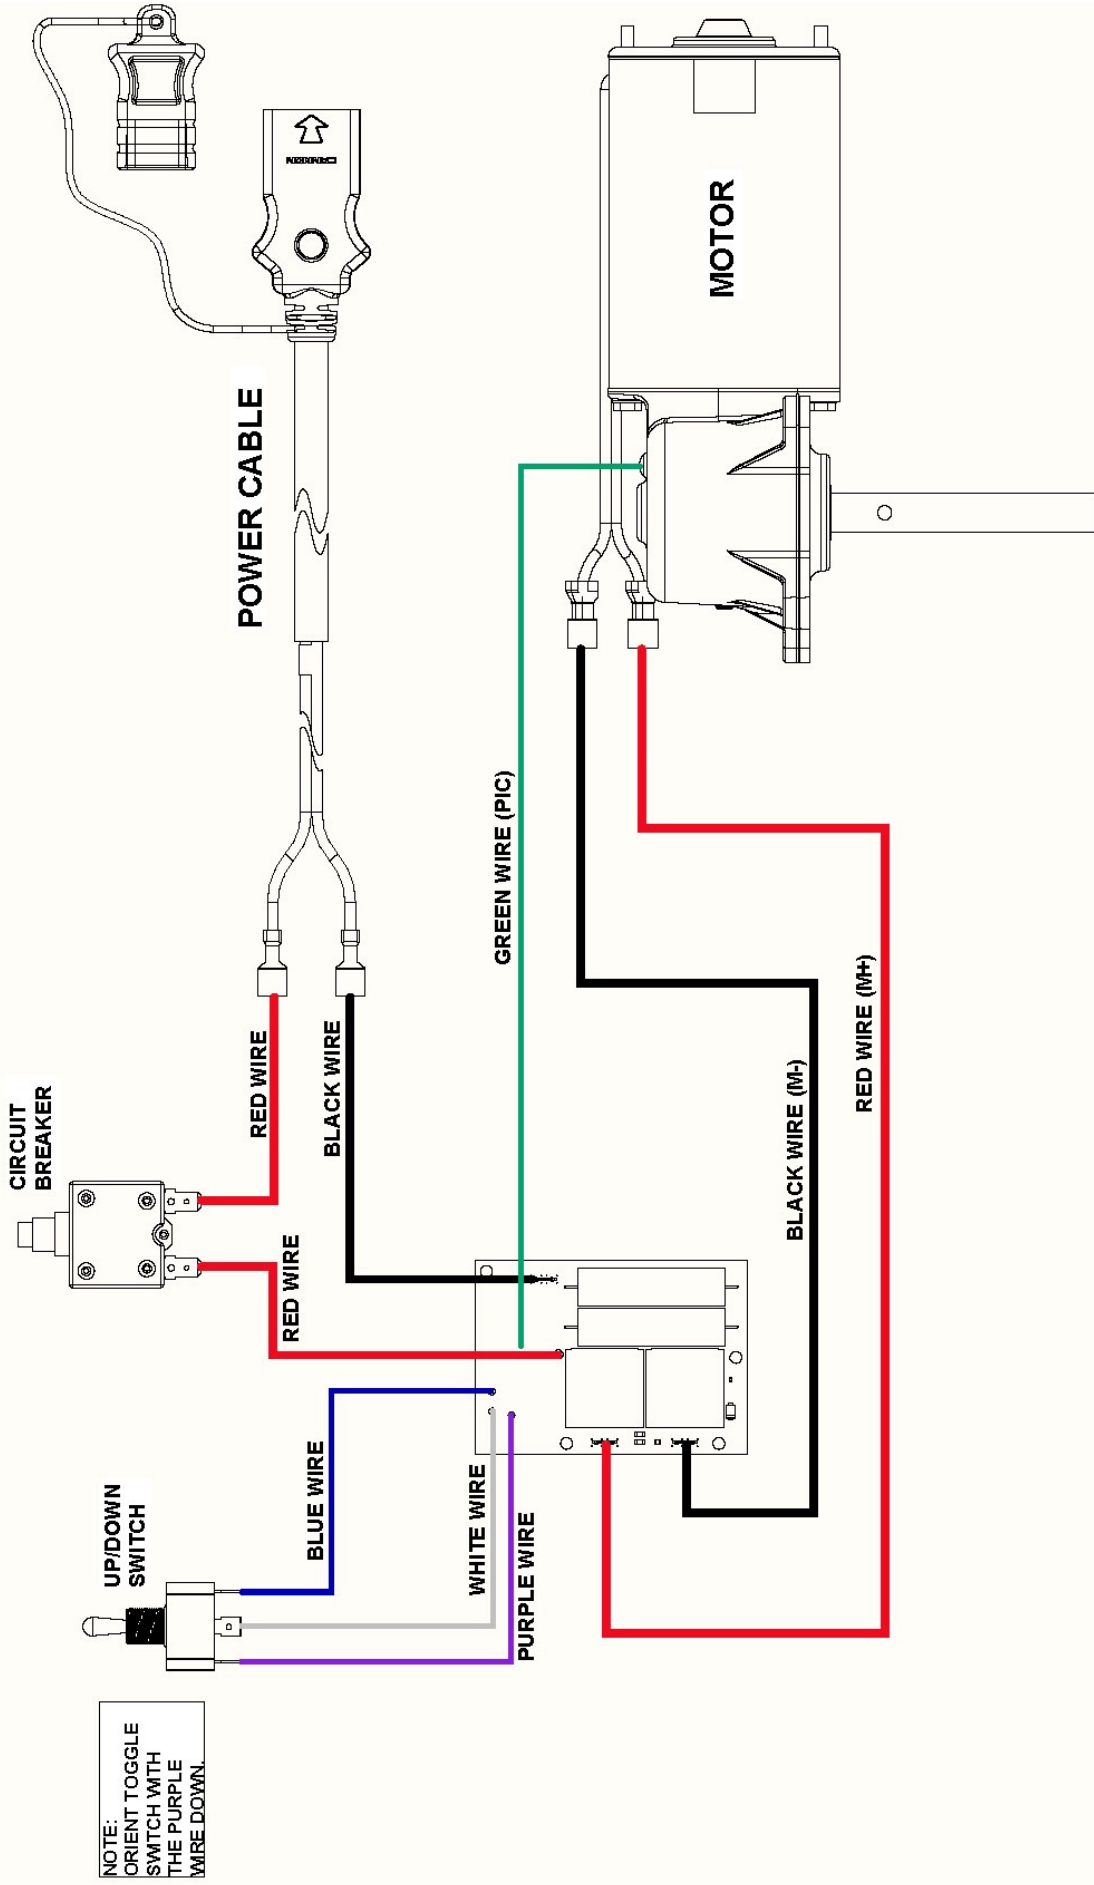 POWER CABLE
MOTOR
CIRCUIT
BREAKER
RED WIRE
BLACK WIRE
GREEN WIRE (PIC)
RED WIRE (M+)
BLACK WIRE (M-)
RED WIRE
UP/DOWN
SWITCH
BLUE WIRE
WHITE WIRE
PURPLE WIRE
NOTE:
ORIENT TOGGLE
SWITCH WITH
THE PURPLE
WIRE DOWN.